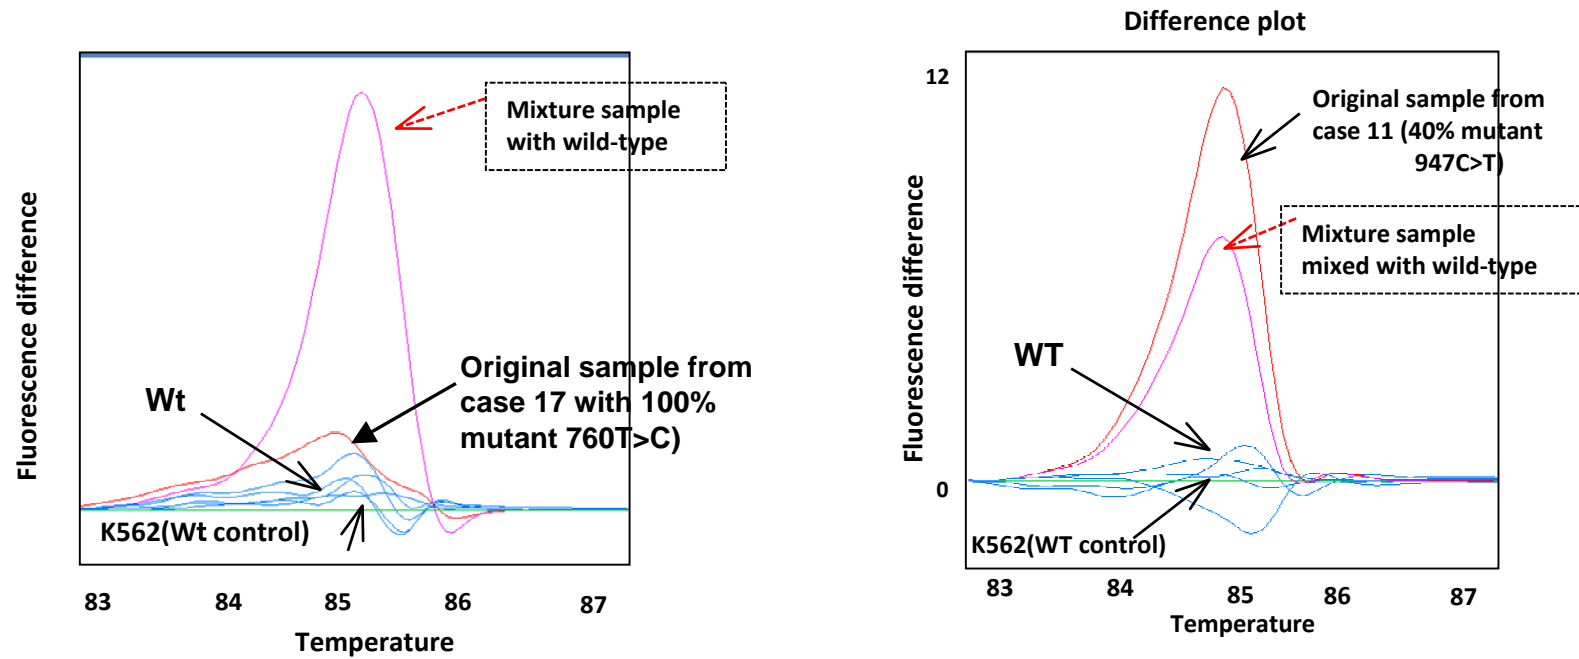 Mixture sample
with wild-type
Fluorescence difference
Wt
Original sample from
case 17 with 100%
mutant 760T>C)
K562(Wt control)
83 84 85 86 87
Temperature
Difference plot
12
Original sample from
case 11 (40% mutant
947C>T)
Mixture sample
mixed with wild-type
Fluorescence difference
WT
0
K562(WT control)
83 84 85 86 87
Temperature